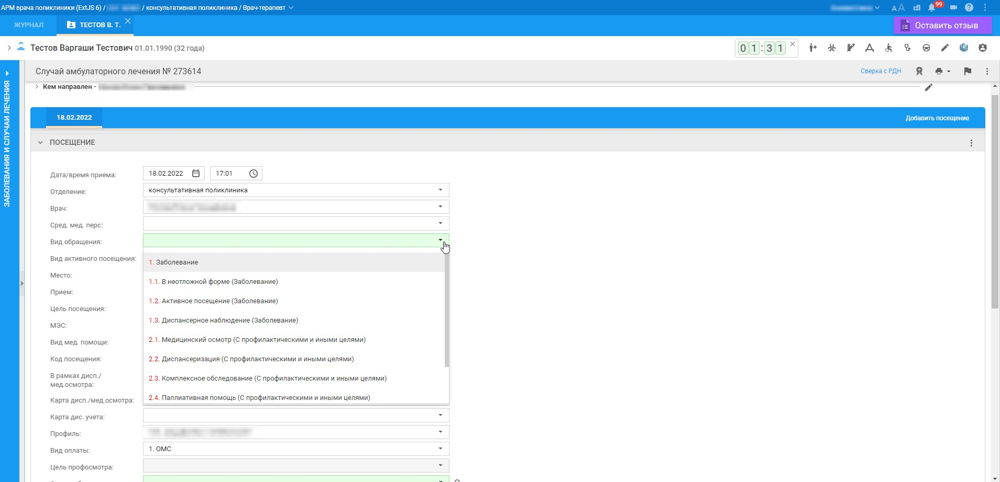 АРМ врача поликлиники (ExtJS 6) / / консультативная поликлиника / Врач-терапевт
АА 99
ЖУРНАЛ ТЕСТОВ В. Т. Оставить отзыв
Тестов Варгаши Тестович 01.01.1990 (32 года) 01:31
ЗАБОЛЕВАНИЯ И СЛУЧАИ ЛЕЧЕНИЯ
Случай амбулаторного лечения № 273614 Сверка с РДН
Кем направлен -
18.02.2022 Добавить посещение
ПОСЕЩЕНИЕ
Дата/время приема: 18.02.2022 17:01
Отделение: консультативная поликлиника
Врач:
Сред. мед. перс:
Вид обращения:
Вид активного посещения:
1. Заболевание
Место:
1.1. В неотложной форме (Заболевание)
Прием:
1.2. Активное посещение (Заболевание)
Цель посещения:
1.3. Диспансерное наблюдение (Заболевание)
МЭС:
2.1. Медицинский осмотр (С профилактическими и иными целями)
Вид мед. помощи:
Код посещения:
2.2. Диспансеризация (С профилактическими и иными целями)
В рамках дисп./
мед.осмотра:
2.3. Комплексное обследование (С профилактическими и иными целями)
Карта дисп./мед.осмотра:
2.4. Паллиативная помощь (С профилактическими и иными целями)
Карта дис. учета:
Профиль:
Вид оплаты: 1. ОМС
Цель профосмотра: